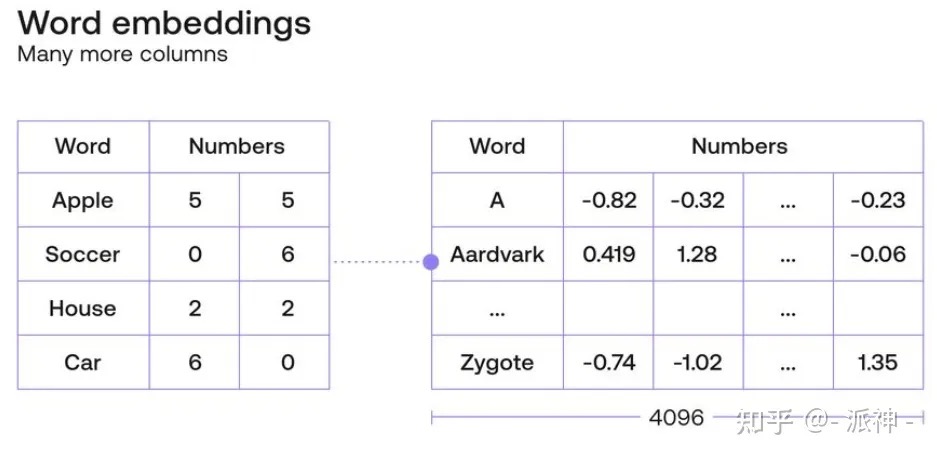 Word embeddings
Many more columns
Word Numbers
Apple 5 5
Soccer 0 6
House 2 2
Car 6 0
Word Numbers
A -0.82 -0.32 ... -0.23
Aardvark 0.419 1.28 ... -0.06
... ...
Zygote -0.74 -1.02 ... 1.35
4096
知乎 @- 派神 -